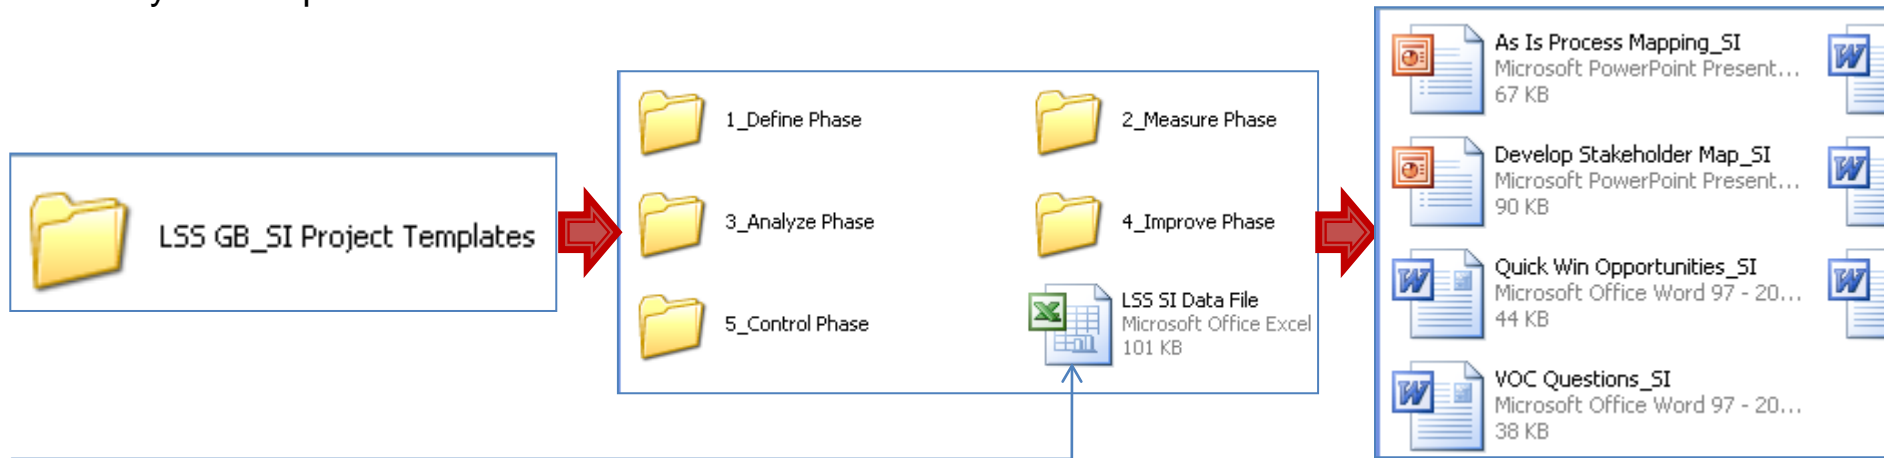 LSS GB_SI Project Templates
1_Define Phase
2_Measure Phase
3_Analyze Phase
4_Improve Phase
5_Control Phase
LSS SI Data File
Microsoft Office Excel
101 KB
As Is Process Mapping_SI
Microsoft PowerPoint Present...
67 KB
Develop Stakeholder Map_SI
Microsoft PowerPoint Present...
90 KB
Quick Win Opportunities_SI
Microsoft Office Word 97 - 20...
44 KB
VOC Questions_SI
Microsoft Office Word 97 - 20...
38 KB